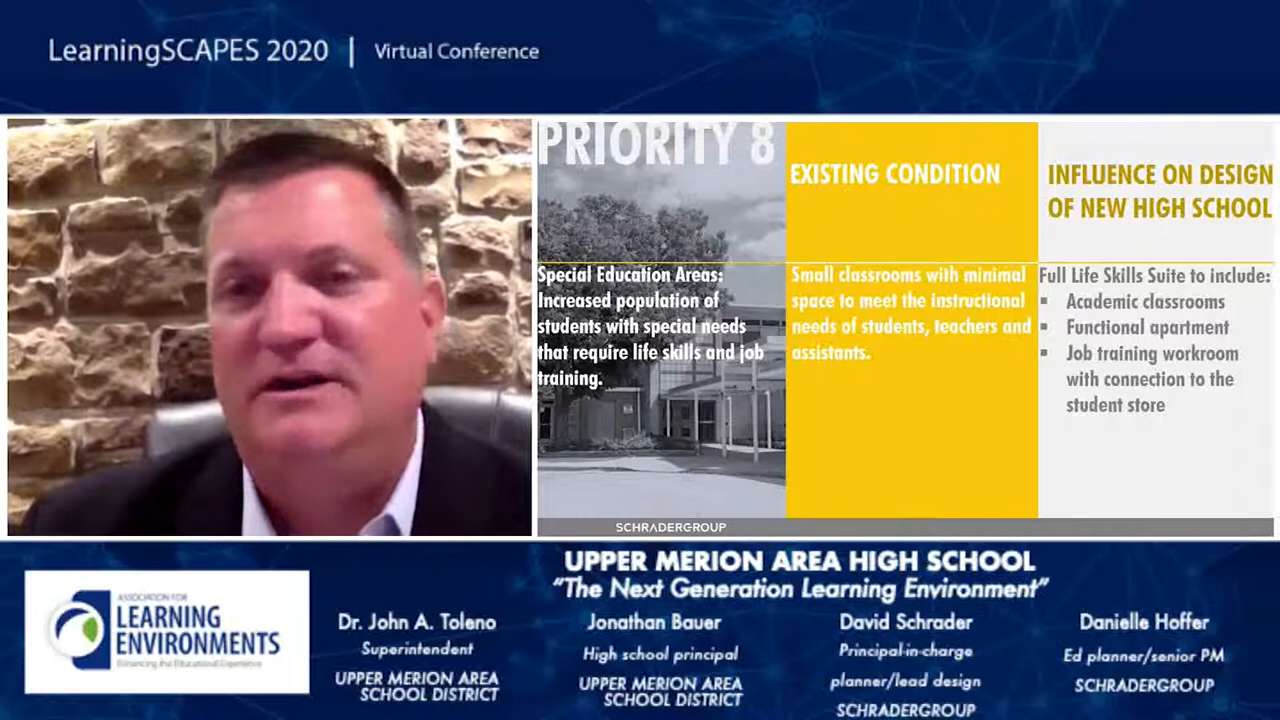 LearningSCAPES 2020 | Virtual Conference
PRIORITY 8
Special Education Areas:
Increased population of
students with special needs
that require life skills and job
training.
EXISTING CONDITION
Small classrooms with minimal
space to meet the instructional
needs of students, teachers and
assistants.
INFLUENCE ON DESIGN
OF NEW HIGH SCHOOL
Full Life Skills Suite to include:
▪ Academic classrooms
▪ Functional apartment
▪ Job training workroom
with connection to the
student store
SCHRADERGROUP
ASSOCIATION FOR
LEARNING
ENVIRONMENTS
Enhancing the Educational Experience
UPPER MERION AREA HIGH SCHOOL
"The Next Generation Learning Environment"
Dr. John A. Toleno
Superintendent
UPPER MERION AREA
SCHOOL DISTRICT
Jonathan Bauer
High school principal
UPPER MERION AREA
SCHOOL DISTRICT
David Schrader
Principal-in-charge
planner/lead design
SCHRADERGROUP
Danielle Hoffer
Ed planner/senior PM
SCHRADERGROUP